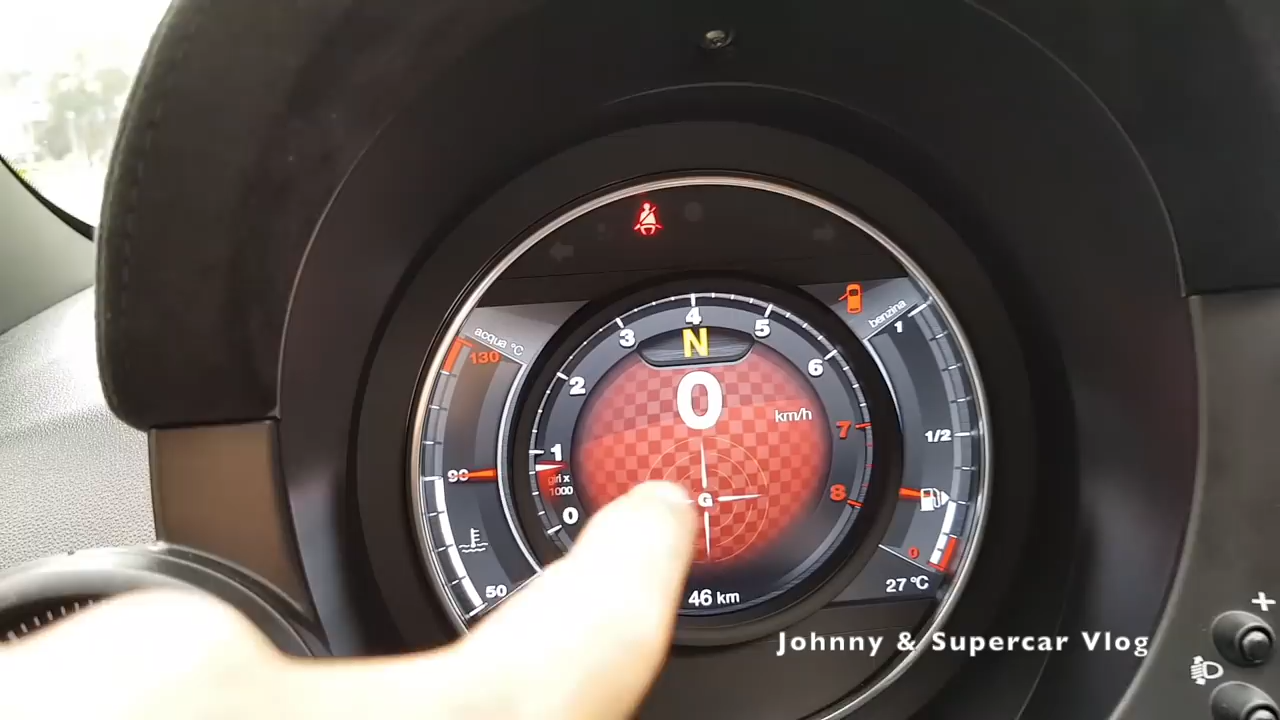 4
3
5
N
2
6
0
km/h
1
7
giri x
1000
8
0
46 km
acqua °C
130
90
50
benzina
1
1/2
0
27 °C
G
+
Johnny & Supercar Vlog